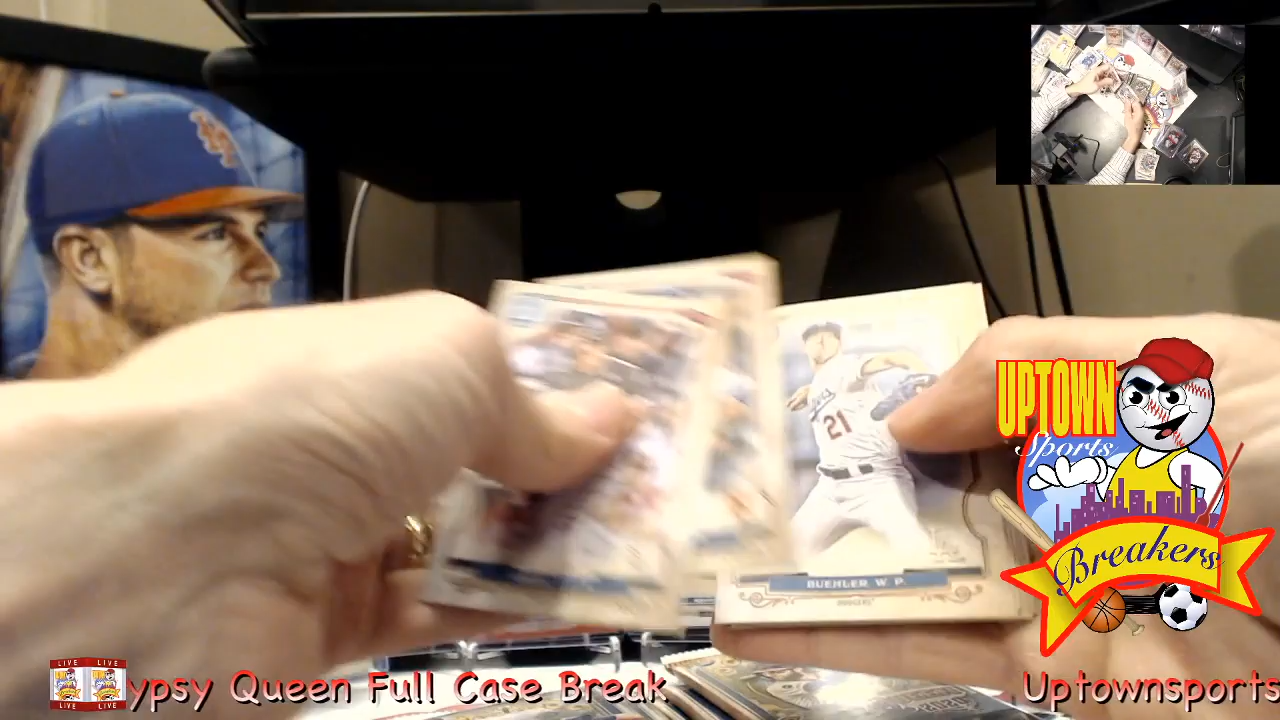 21
BUEHLER W. P.
UPTOWN
Sports
Breakers
LIVE LIVE
LIVE LIVE
ypsy Queen Full Case Break
Uptownsports